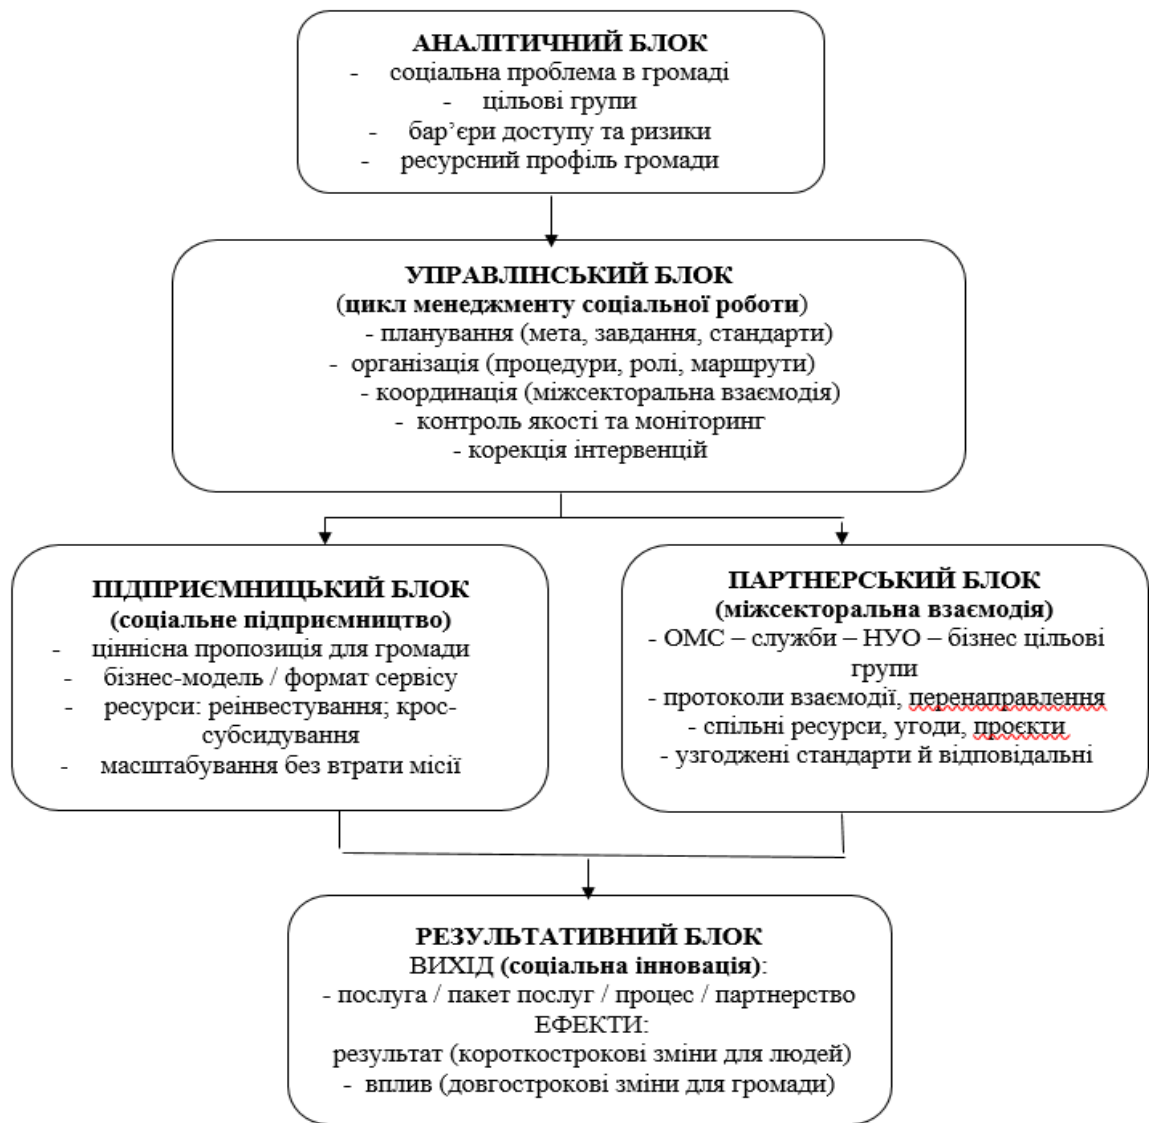 АНАЛІТИЧНИЙ БЛОК
- соціальна проблема в громаді
- цільові групи
- бар’єри доступу та ризики
- ресурсний профіль громади
УПРАВЛІНСЬКИЙ БЛОК
(цикл менеджменту соціальної роботи)
- планування (мета, завдання, стандарти)
- організація (процедури, ролі, маршрути)
- координація (міжсекторальна взаємодія)
- контроль якості та моніторинг
- корекція інтервенцій
ПІДПРИЄМНИЦЬКИЙ БЛОК
(соціальне підприємництво)
- ціннісна пропозиція для громади
- бізнес-модель / формат сервісу
- ресурси: реінвестування; крос-
субсидування
- масштабування без втрати місії
ПАРТНЕРСЬКИЙ БЛОК
(міжсекторальна взаємодія)
- ОМС – служби – НУО – бізнес цільові
групи
- протоколи взаємодії, перенаправлення
- спільні ресурси, угоди, проєкти
- узгоджені стандарти й відповідальні
РЕЗУЛЬТАТИВНИЙ БЛОК
ВИХІД (соціальна інновація):
- послуга / пакет послуг / процес / партнерство
ЕФЕКТИ:
результат (короткострокові зміни для людей)
- вплив (довгострокові зміни для громади)